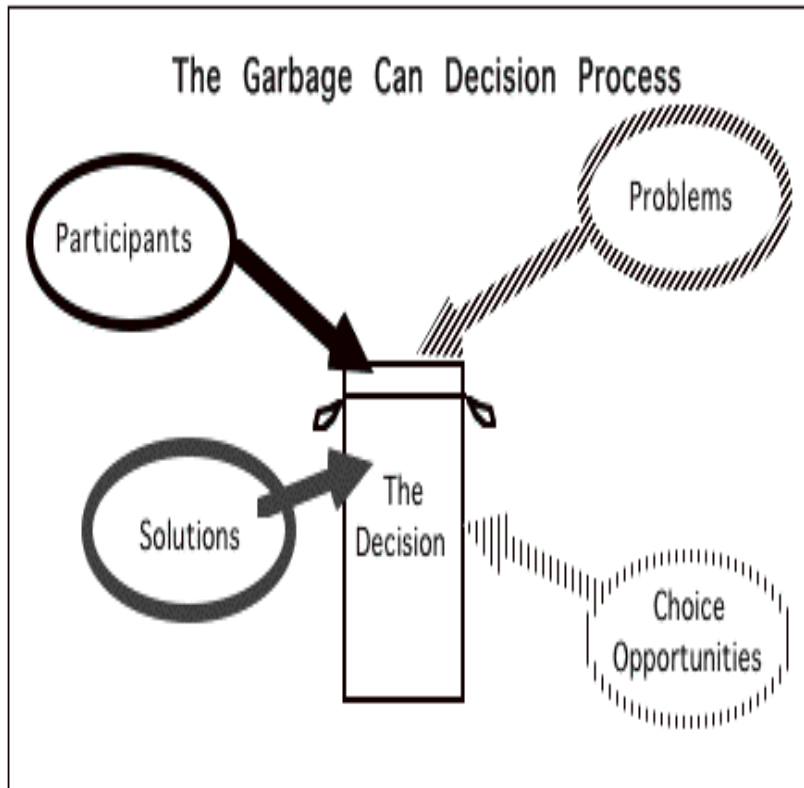 The Garbage Can Decision Process
Participants
Problems
Solutions
The
Decision
Choice
Opportunities